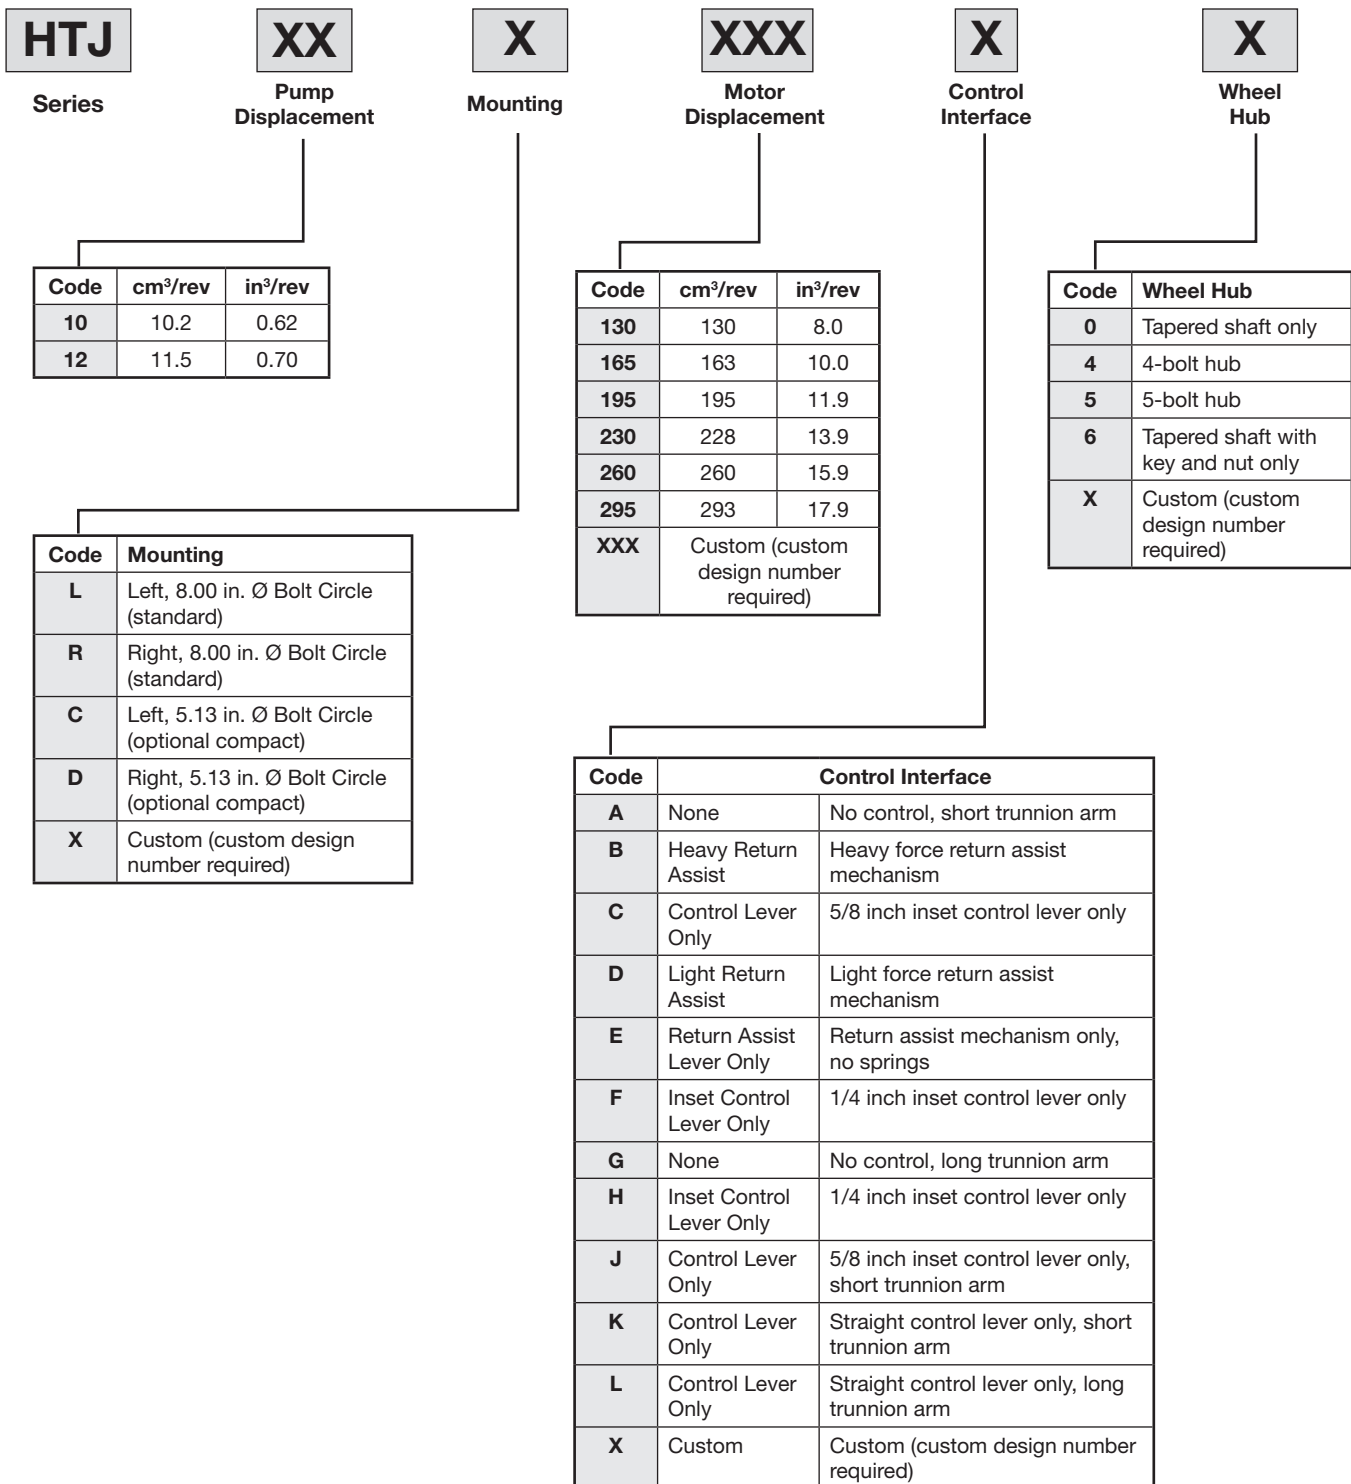 HTJ
XX
X
XXX
X
X
Series
Pump
Displacement
Mounting
Motor
Displacement
Control
Interface
Wheel
Hub
Code cm³/rev in³/rev
10 10.2 0.62
12 11.5 0.70
Code Mounting
L Left, 8.00 in. Ø Bolt Circle
(standard)
R Right, 8.00 in. Ø Bolt Circle
(standard)
C Left, 5.13 in. Ø Bolt Circle
(optional compact)
D Right, 5.13 in. Ø Bolt Circle
(optional compact)
X Custom (custom design
number required)
Code cm³/rev in³/rev
130 130 8.0
165 163 10.0
195 195 11.9
230 228 13.9
260 260 15.9
295 293 17.9
XXX Custom (custom
design number
required)
Code Control Interface
A None No control, short trunnion arm
B Heavy Return Heavy force return assist
Assist mechanism
C Control Lever 5/8 inch inset control lever only
Only
D Light Return Light force return assist
Assist mechanism
E Return Assist Return assist mechanism only,
Lever Only no springs
F Inset Control 1/4 inch inset control lever only
Lever Only
G None No control, long trunnion arm
H Inset Control 1/4 inch inset control lever only
Lever Only
J Control Lever 5/8 inch inset control lever only,
Only short trunnion arm
K Control Lever Straight control lever only, short
Only trunnion arm
L Control Lever Straight control lever only, long
Only trunnion arm
X Custom Custom (custom design number
required)
Code Wheel Hub
0 Tapered shaft only
4 4-bolt hub
5 5-bolt hub
6 Tapered shaft with
key and nut only
X Custom (custom
design number
required)